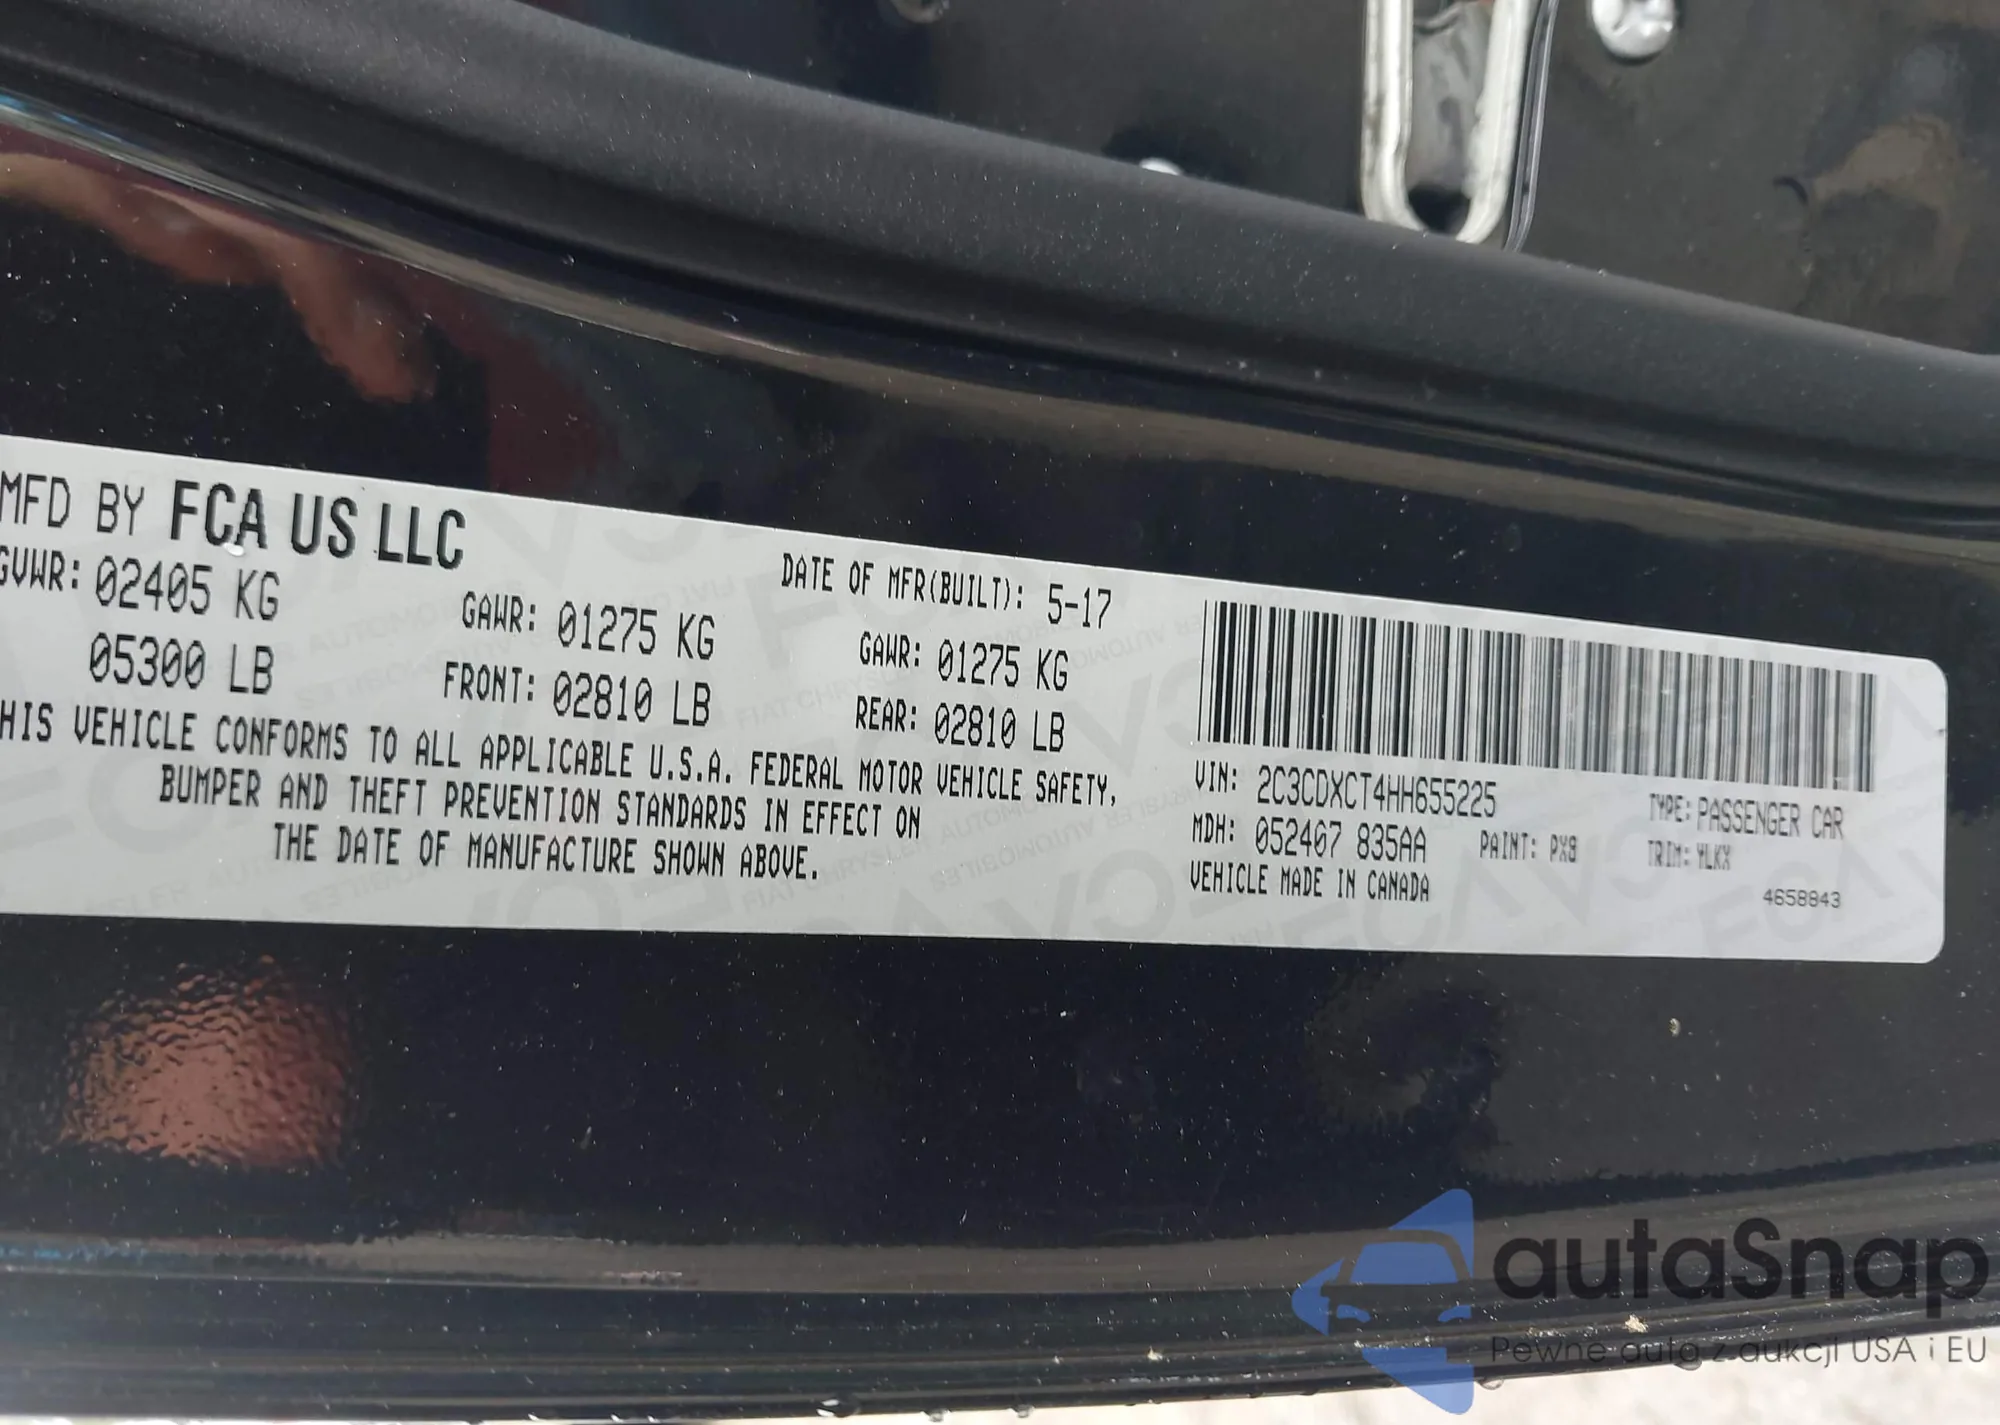 MFD BY FCA US LLC
GVWR: 02405 KG
05300 LB
GAWR: 01275 KG
FRONT: 02810 LB
DATE OF MFR(BUILT): 5-17
GAWR: 01275 KG
REAR: 02810 LB
HIS VEHICLE CONFORMS TO ALL APPLICABLE U.S.A. FEDERAL MOTOR VEHICLE SAFETY,
BUMPER AND THEFT PREVENTION STANDARDS IN EFFECT ON
THE DATE OF MANUFACTURE SHOWN ABOVE.
VIN: 2C3CDXCT4HH655225
TYPE: PASSENGER CAR
MDH: 052407 835AA
PAINT: PX8
TRIM: YLKX
VEHICLE MADE IN CANADA
4658843
autaSnap
Pewne auta z aukcji USA i EU